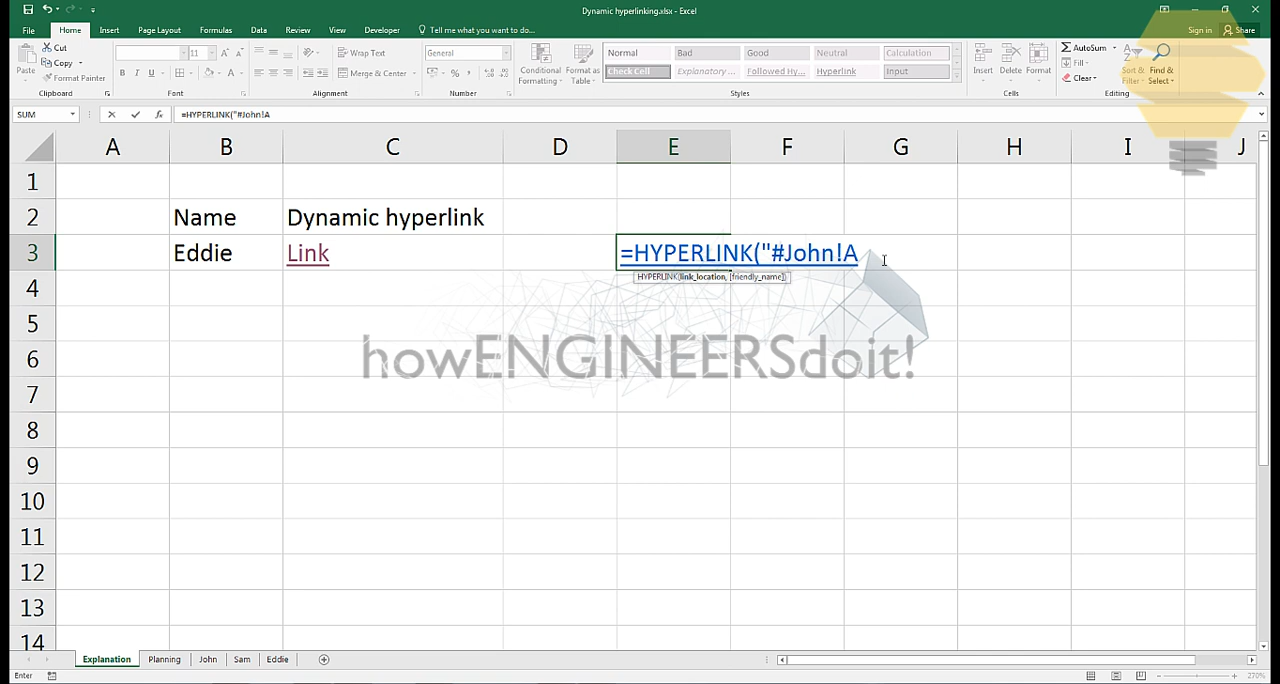 Dynamic hyperlinking.xlsx - Excel
File Home Insert Page Layout Formulas Data Review View Developer Tell me what you want to do... Sign in Share
Cut
Copy
Format Painter
Paste
Clipboard
11
A A
B I U
Font
Wrap Text
Merge & Center
Alignment
General
%
Number
Conditional Formatting
Format as Table
Normal Bad Good Neutral Calculation
Check Cell Explanatory ... Followed Hy... Hyperlink Input
Styles
Insert Delete Format
Cells
AutoSum
Fill
Clear
Sort & Filter
Find & Select
Editing
SUM fx =HYPERLINK("#John!A
A B C D E F G H I J
1
2 Name Dynamic hyperlink
3 Eddie Link =HYPERLINK("#John!A
HYPERLINK(link_location, [friendly_name])
4
5
6
howENGINEERSdoit!
7
8
9
10
11
12
13
14
Explanation Planning John Sam Eddie
Enter 270%